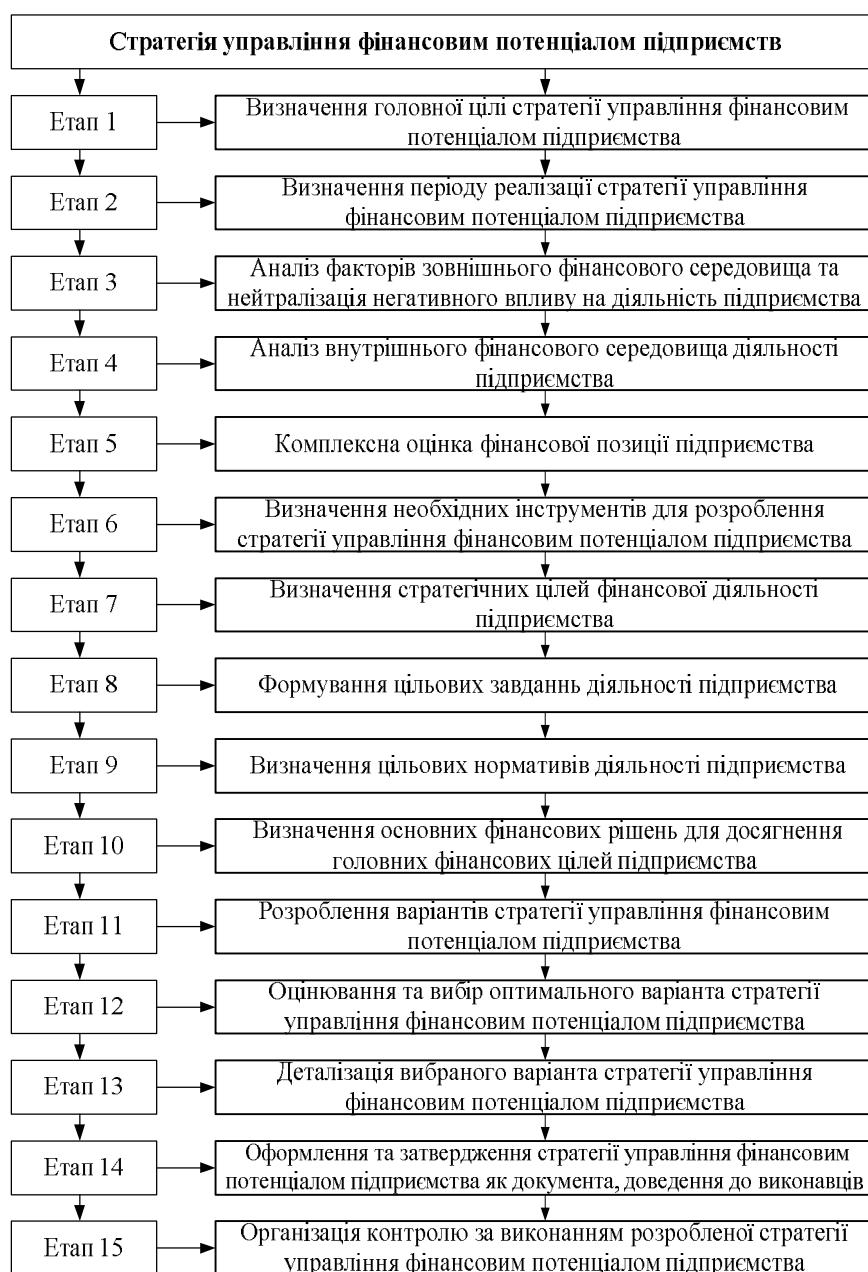 Стратегія управління фінансовим потенціалом підприємств
Етап 1
Визначення головної цілі стратегії управління фінансовим
потенціалом підприємства
Етап 2
Визначення періоду реалізації стратегії управління
фінансовим потенціалом підприємства
Етап 3
Аналіз факторів зовнішнього фінансового середовища та
нейтралізація негативного впливу на діяльність підприємства
Етап 4
Аналіз внутрішнього фінансового середовища діяльності
підприємства
Етап 5
Комплексна оцінка фінансової позиції підприємства
Етап 6
Визначення необхідних інструментів для розроблення
стратегії управління фінансовим потенціалом підприємства
Етап 7
Визначення стратегічних цілей фінансової діяльності
підприємства
Етап 8
Формування цільових завданнь діяльності підприємства
Етап 9
Визначення цільових нормативів діяльності підприємства
Етап 10
Визначення основних фінансових рішень для досягнення
головних фінансових цілей підприємства
Етап 11
Розроблення варіантів стратегії управління фінансовим
потенціалом підприємства
Етап 12
Оцінювання та вибір оптимального варіанта стратегії
управління фінансовим потенціалом підприємства
Етап 13
Деталізація вибраного варіанта стратегії управління
фінансовим потенціалом підприємства
Етап 14
Оформлення та затвердження стратегії управління фінансовим
потенціалом підприємства як документа, доведення до виконавців
Етап 15
Організація контролю за виконанням розробленої стратегії
управління фінансовим потенціалом підприємства